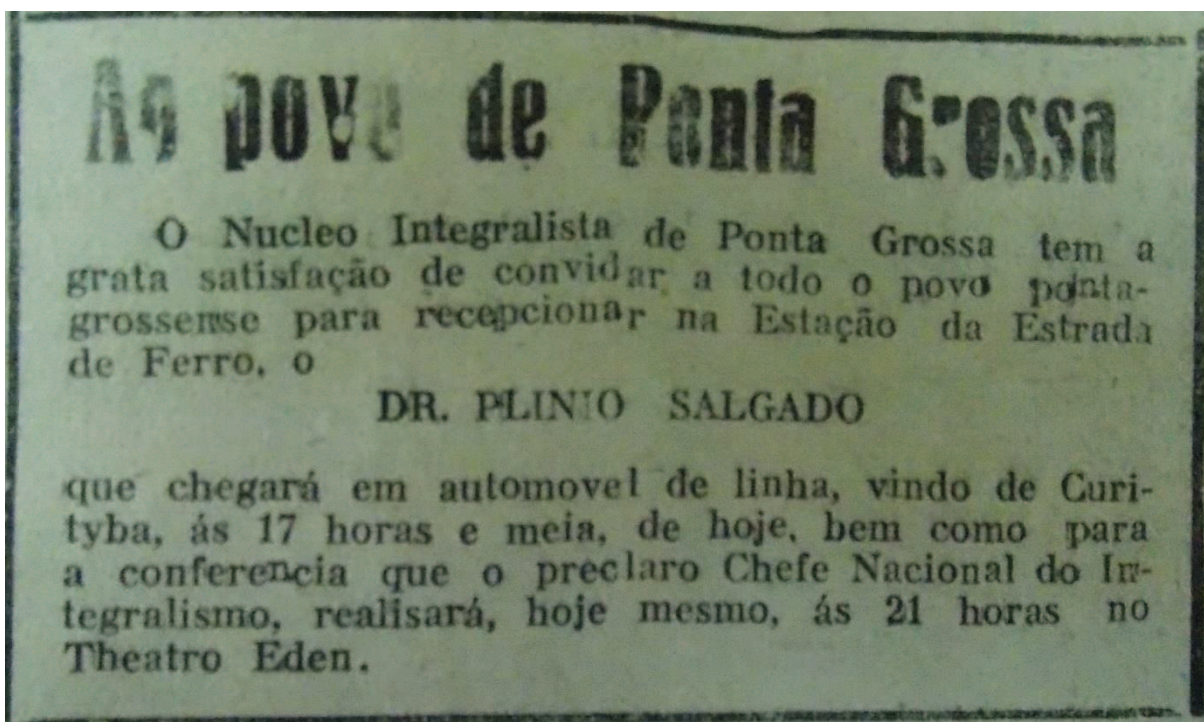 Ao povo de Ponta Grossa
O Nucleo Integralista de Ponta Grossa tem a
grata satisfação de convidar a todo o povo ponta-
grossense para recepcionar na Estação da Estrada
de Ferro, o
DR. PLINIO SALGADO
que chegará em automovel de linha, vindo de Curi-
tyba, ás 17 horas e meia, de hoje, bem como para
a conferencia que o preclaro Chefe Nacional do In-
tegralismo, realisará, hoje mesmo, ás 21 horas no
Theatro Eden.